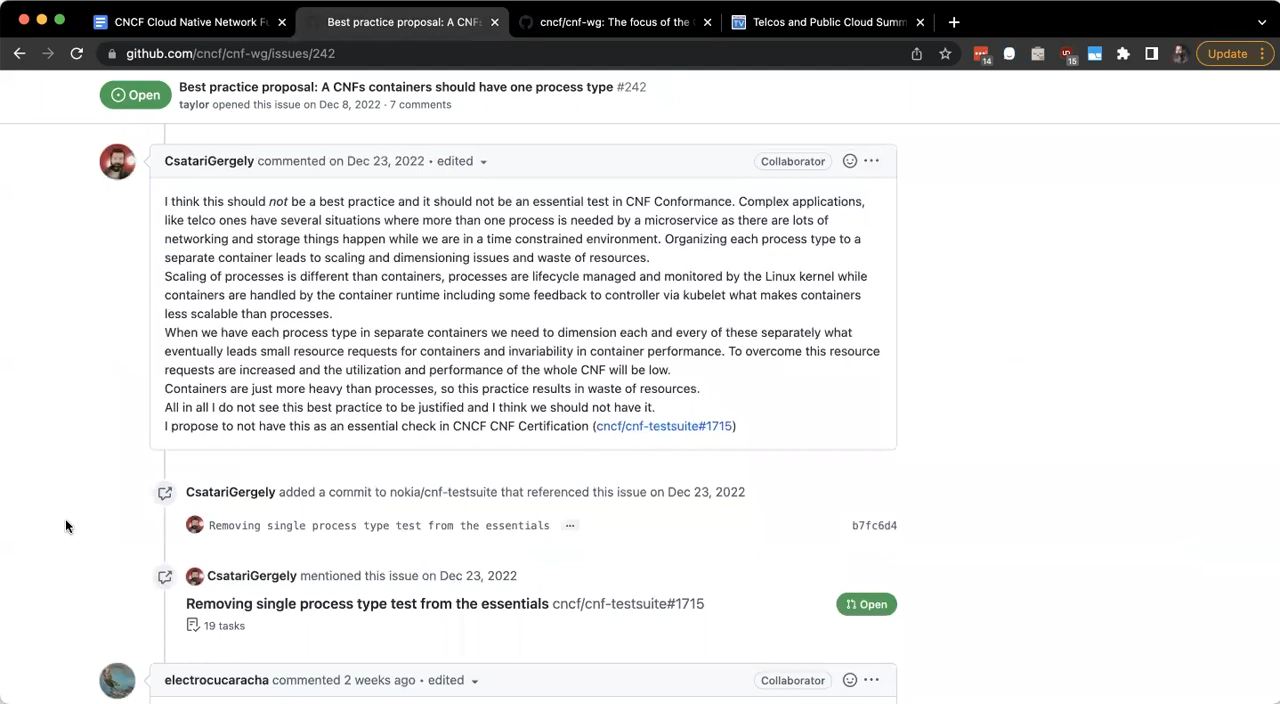 CNCF Cloud Native Network Fu
Best practice proposal: A CNFs
cncf/cnf-wg: The focus of the C
Telcos and Public Cloud Summ
github.com/cncf/cnf-wg/issues/242
14
15
Update
Open
Best practice proposal: A CNFs containers should have one process type #242
taylor opened this issue on Dec 8, 2022 · 7 comments
CsatariGergely commented on Dec 23, 2022 • edited
Collaborator
I think this should not be a best practice and it should not be an essential test in CNF Conformance. Complex applications,
like telco ones have several situations where more than one process is needed by a microservice as there are lots of
networking and storage things happen while we are in a time constrained environment. Organizing each process type to a
separate container leads to scaling and dimensioning issues and waste of resources.
Scaling of processes is different than containers, processes are lifecycle managed and monitored by the Linux kernel while
containers are handled by the container runtime including some feedback to controller via kubelet what makes containers
less scalable than processes.
When we have each process type in separate containers we need to dimension each and every of these separately what
eventually leads small resource requests for containers and invariability in container performance. To overcome this resource
requests are increased and the utilization and performance of the whole CNF will be low.
Containers are just more heavy than processes, so this practice results in waste of resources.
All in all I do not see this best practice to be justified and I think we should not have it.
I propose to not have this as an essential check in CNCF CNF Certification (cncf/cnf-testsuite#1715)
CsatariGergely added a commit to nokia/cnf-testsuite that referenced this issue on Dec 23, 2022
Removing single process type test from the essentials ...
b7fc6d4
CsatariGergely mentioned this issue on Dec 23, 2022
Removing single process type test from the essentials cncf/cnf-testsuite#1715
Open
19 tasks
electrocucaracha commented 2 weeks ago • edited
Collaborator